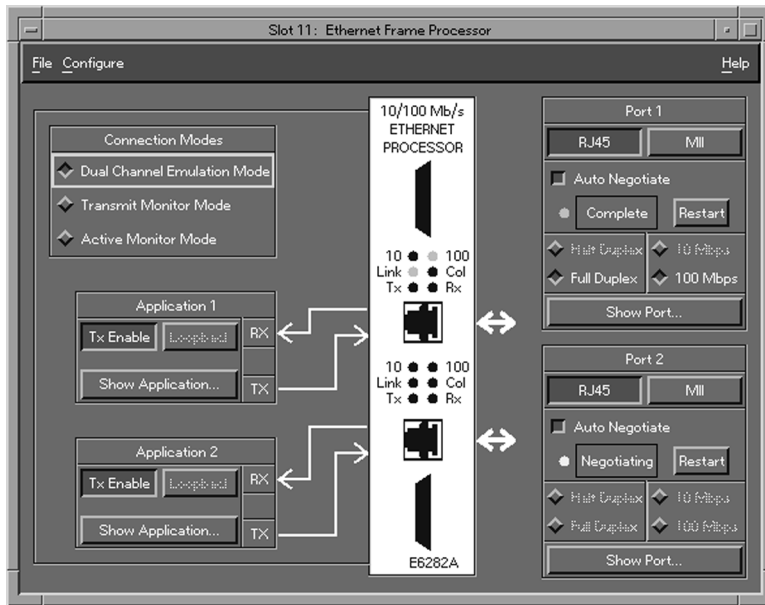 Slot 11: Ethernet Frame Processor
File Configure Help
Connection Modes
Dual Channel Emulation Mode
Transmit Monitor Mode
Active Monitor Mode
Application 1
Tx Enable Loopback RX
Show Application... TX
Application 2
Tx Enable Loopback RX
Show Application... TX
10/100 Mb/s
ETHERNET
PROCESSOR
10 100
Link Col
Tx Rx
10 100
Link Col
Tx Rx
E6282A
Port 1
RJ45 MII
Auto Negotiate
Complete Restart
Half Duplex 10 Mbps
Full Duplex 100 Mbps
Show Port...
Port 2
RJ45 MII
Auto Negotiate
Negotiating Restart
Half Duplex 10 Mbps
Full Duplex 100 Mbps
Show Port...